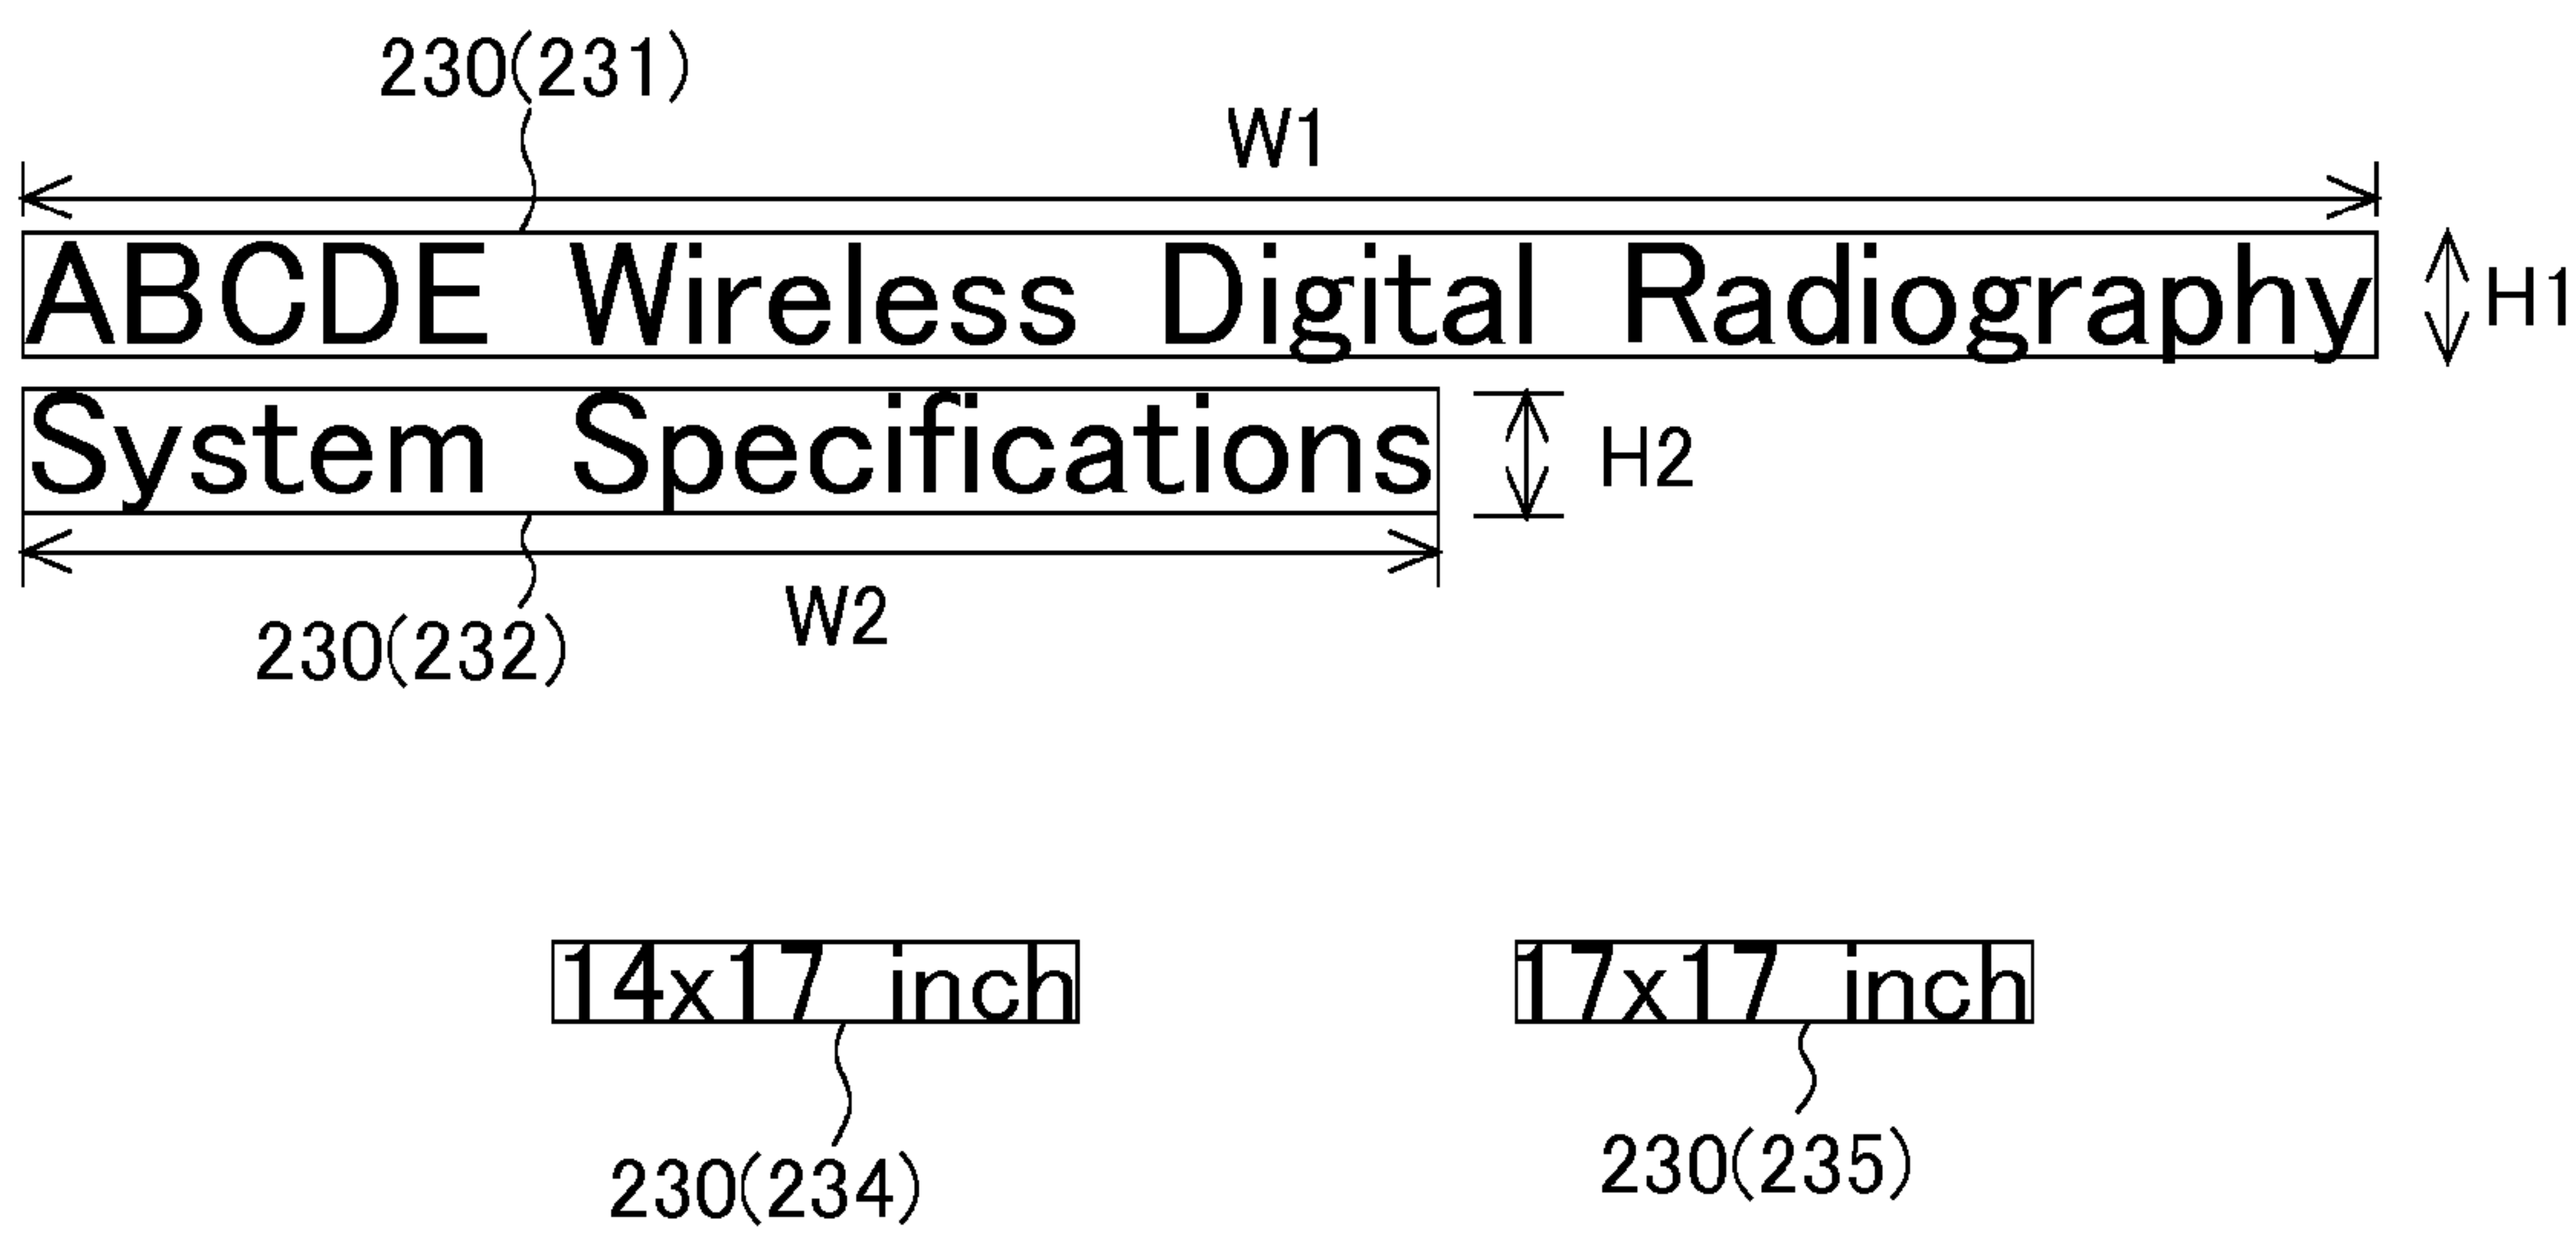 230(231)
W1
ABCDE Wireless Digital Radiography
H1
System Specifications
H2
W2
230(232)
14x17 inch
17x17 inch
230(234)
230(235)